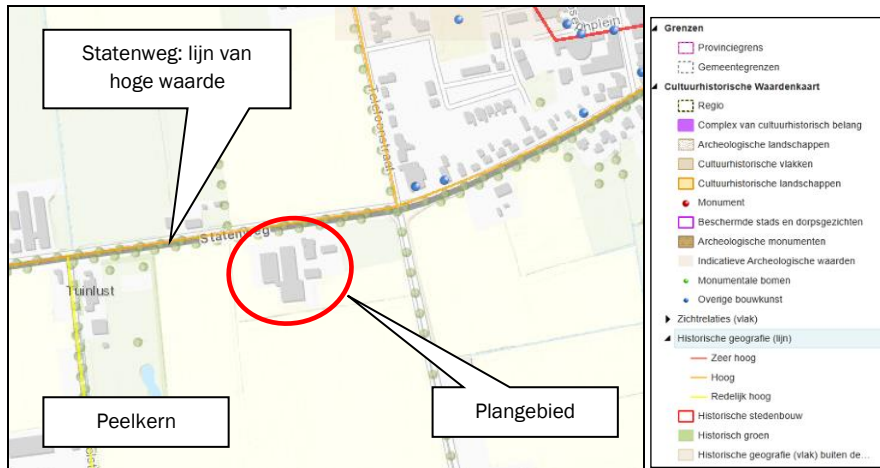 Statenweg: lijn van
hoge waarde
Telefoonstraat
Statenweg
Tuinlust
Peelkern
Plangebied
Grenzen
Provinciegrens
Gemeentegrenzen
Cultuurhistorische Waardenkaart
Regio
Complex van cultuurhistorisch belang
Archeologische landschappen
Cultuurhistorische vlakken
Cultuurhistorische landschappen
Monument
Beschermde stads en dorpsgezichten
Archeologische monumenten
Indicatieve Archeologische waarden
Monumentale bomen
Overige bouwkunst
Zichtrelaties (vlak)
Historische geografie (lijn)
Zeer hoog
Hoog
Redelijk hoog
Historische stedenbouw
Historisch groen
Historische geografie (vlak) buiten de...